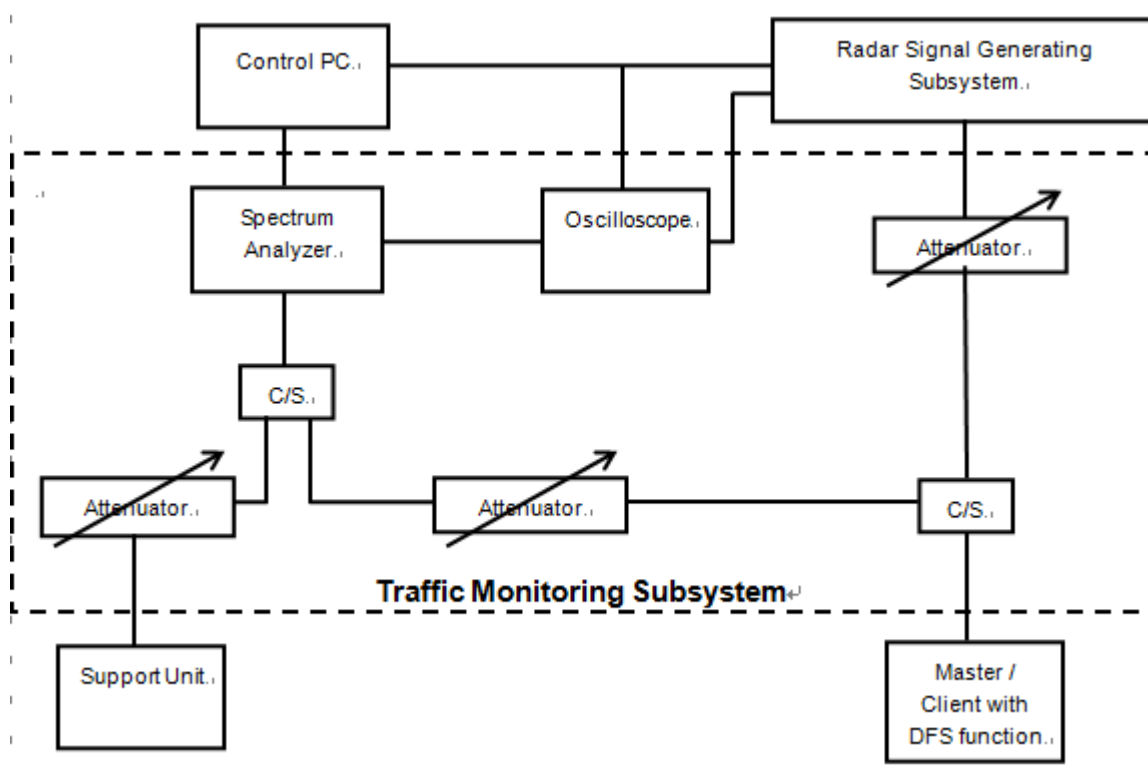 Control PC.
Radar Signal Generating
Subsystem.
Spectrum
Analyzer.
Oscilloscope.
Attenuator.
C/S.
Attenuator.
Attenuator.
C/S.
Traffic Monitoring Subsystem↵
Support Unit.
Master /
Client with
DFS function.